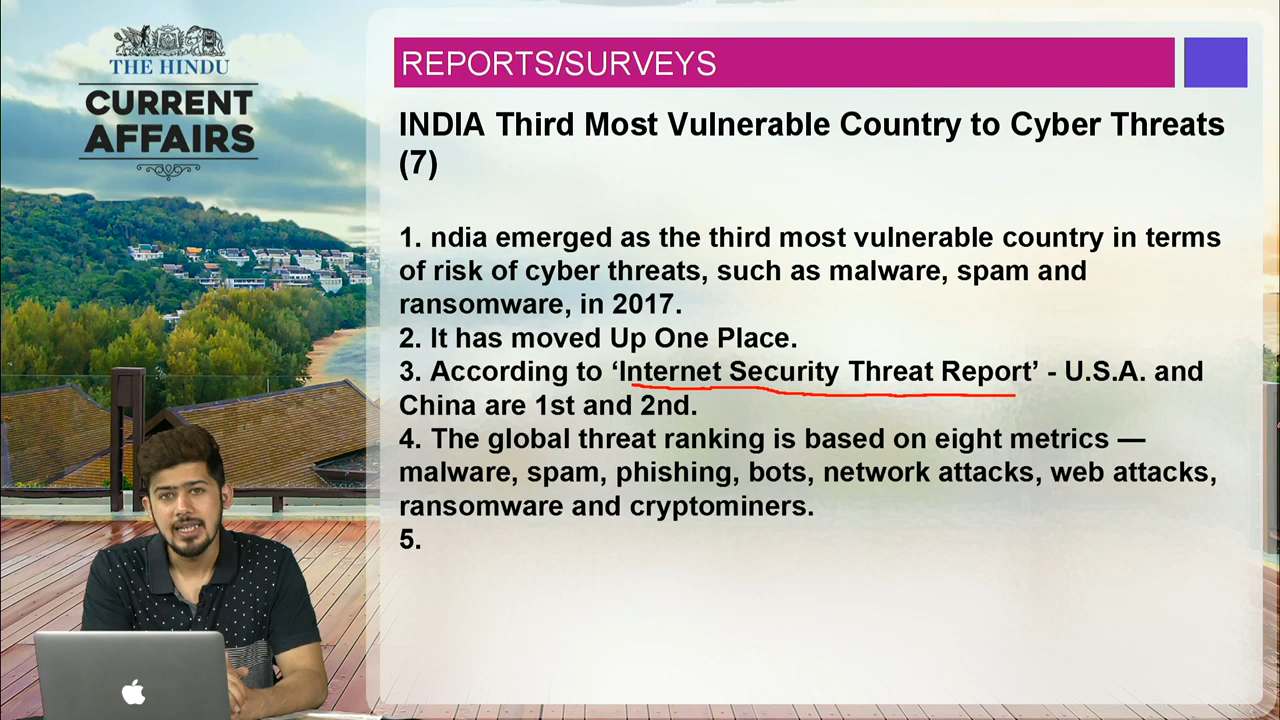 THE HINDU
CURRENT
AFFAIRS
REPORTS/SURVEYS
INDIA Third Most Vulnerable Country to Cyber Threats
(7)
1. ndia emerged as the third most vulnerable country in terms
of risk of cyber threats, such as malware, spam and
ransomware, in 2017.
2. It has moved Up One Place.
3. According to ‘Internet Security Threat Report’ - U.S.A. and
China are 1st and 2nd.
4. The global threat ranking is based on eight metrics —
malware, spam, phishing, bots, network attacks, web attacks,
ransomware and cryptominers.
5.